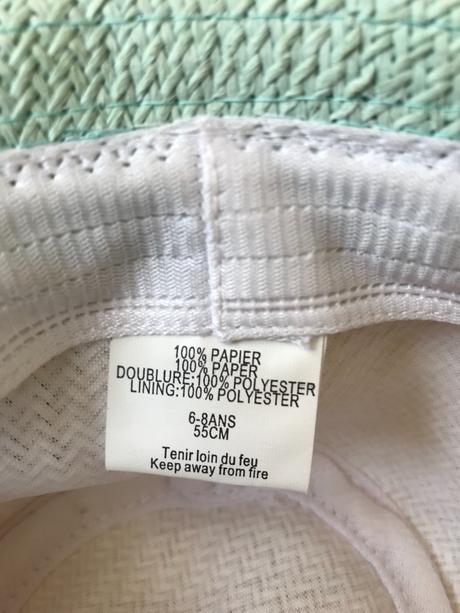 100% PAPIER
100% PAPER
DOUBLURE:100% POLYESTER
LINING:100% POLYESTER
6-8ANS
55CM
Tenir loin du feu
Keep away from fire